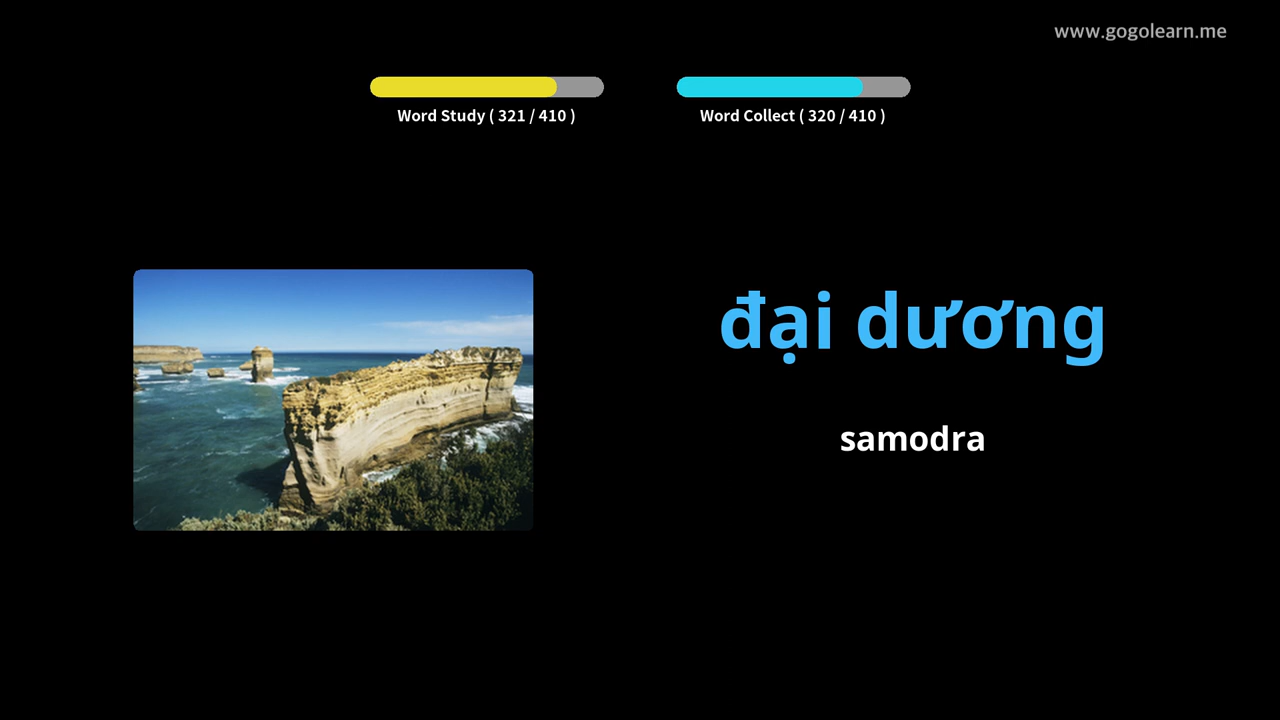 www.gogolearn.me
Word Study ( 321 / 410 )
Word Collect ( 320 / 410 )
đại dương
samodra